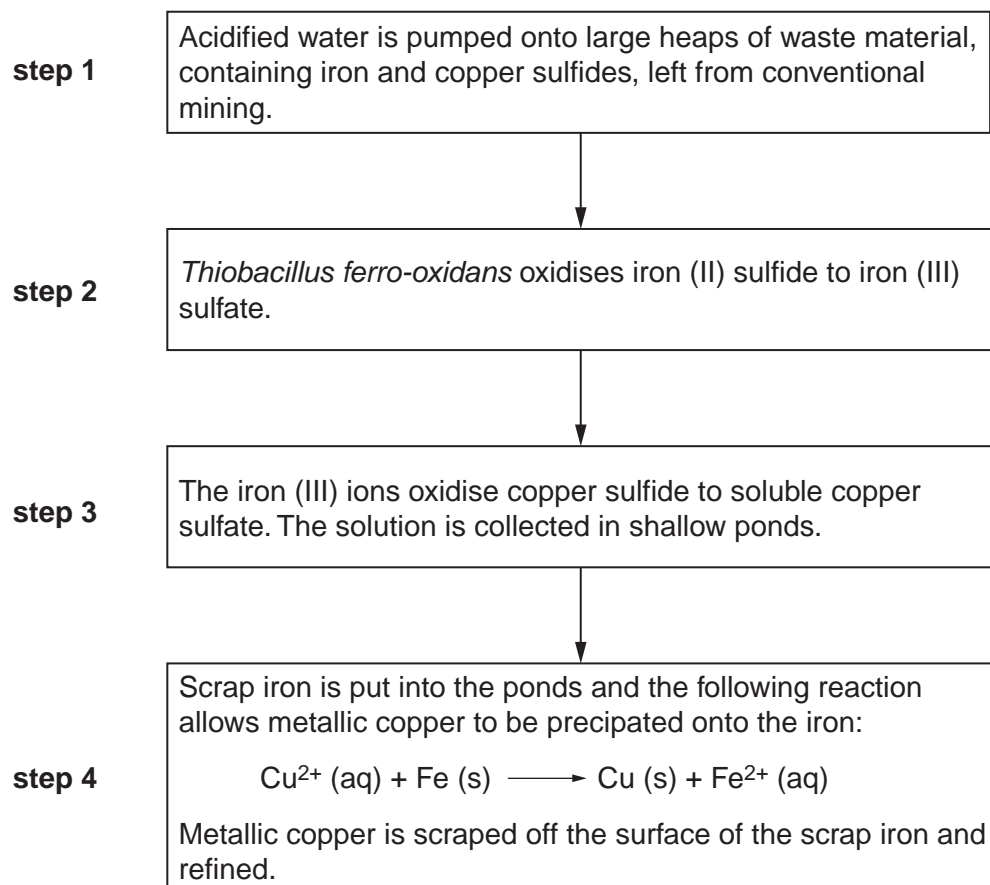 step 1
Acidified water is pumped onto large heaps of waste material,
containing iron and copper sulfides, left from conventional
mining.
step 2
Thiobacillus ferro-oxidans oxidises iron (II) sulfide to iron (III)
sulfate.
step 3
The iron (III) ions oxidise copper sulfide to soluble copper
sulfate. The solution is collected in shallow ponds.
step 4
Scrap iron is put into the ponds and the following reaction
allows metallic copper to be precipated onto the iron:
Cu²⁺ (aq) + Fe (s) ⟶ Cu (s) + Fe²⁺ (aq)
Metallic copper is scraped off the surface of the scrap iron and
refined.